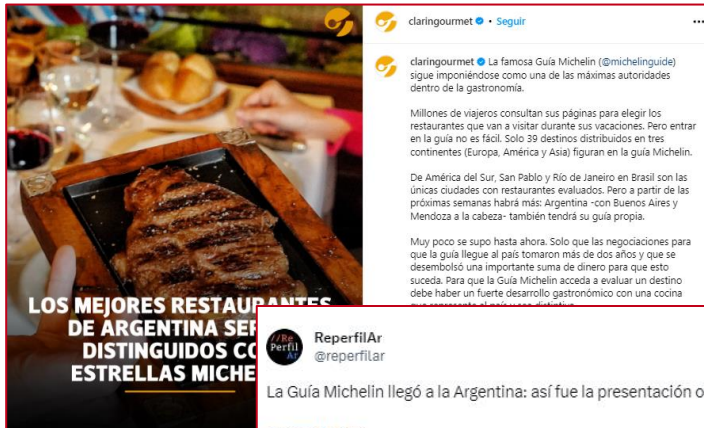 claringourmet • Seguir
claringourmet La famosa Guía Michelin (@michelinguide)
sigue imponiéndose como una de las máximas autoridades
dentro de la gastronomía.
Millones de viajeros consultan sus páginas para elegir los
restaurantes que van a visitar durante sus vacaciones. Pero entrar
en la guía no es fácil. Solo 39 destinos distribuidos en tres
continentes (Europa, América y Asia) figuran en la guía Michelin.
De América del Sur, San Pablo y Río de Janeiro en Brasil son las
únicas ciudades con restaurantes evaluados. Pero a partir de las
próximas semanas habrá más: Argentina -con Buenos Aires y
Mendoza a la cabeza- también tendrá su guía propia.
Muy poco se supo hasta ahora. Solo que las negociaciones para
que la guía llegue al país tomaron más de dos años y que se
desembolsó una importante suma de dinero para que esto
suceda. Para que la Guía Michelin acceda a evaluar un destino
debe haber un fuerte desarrollo gastronómico con una cocina
LOS MEJORES RESTAURANTES
DE ARGENTINA SER
DISTINGUIDOS CO
ESTRELLAS MICHE
//Re
Perfil
Ar
ReperfilAr
@reperfilar
La Guía Michelin llegó a la Argentina: así fue la presentación o